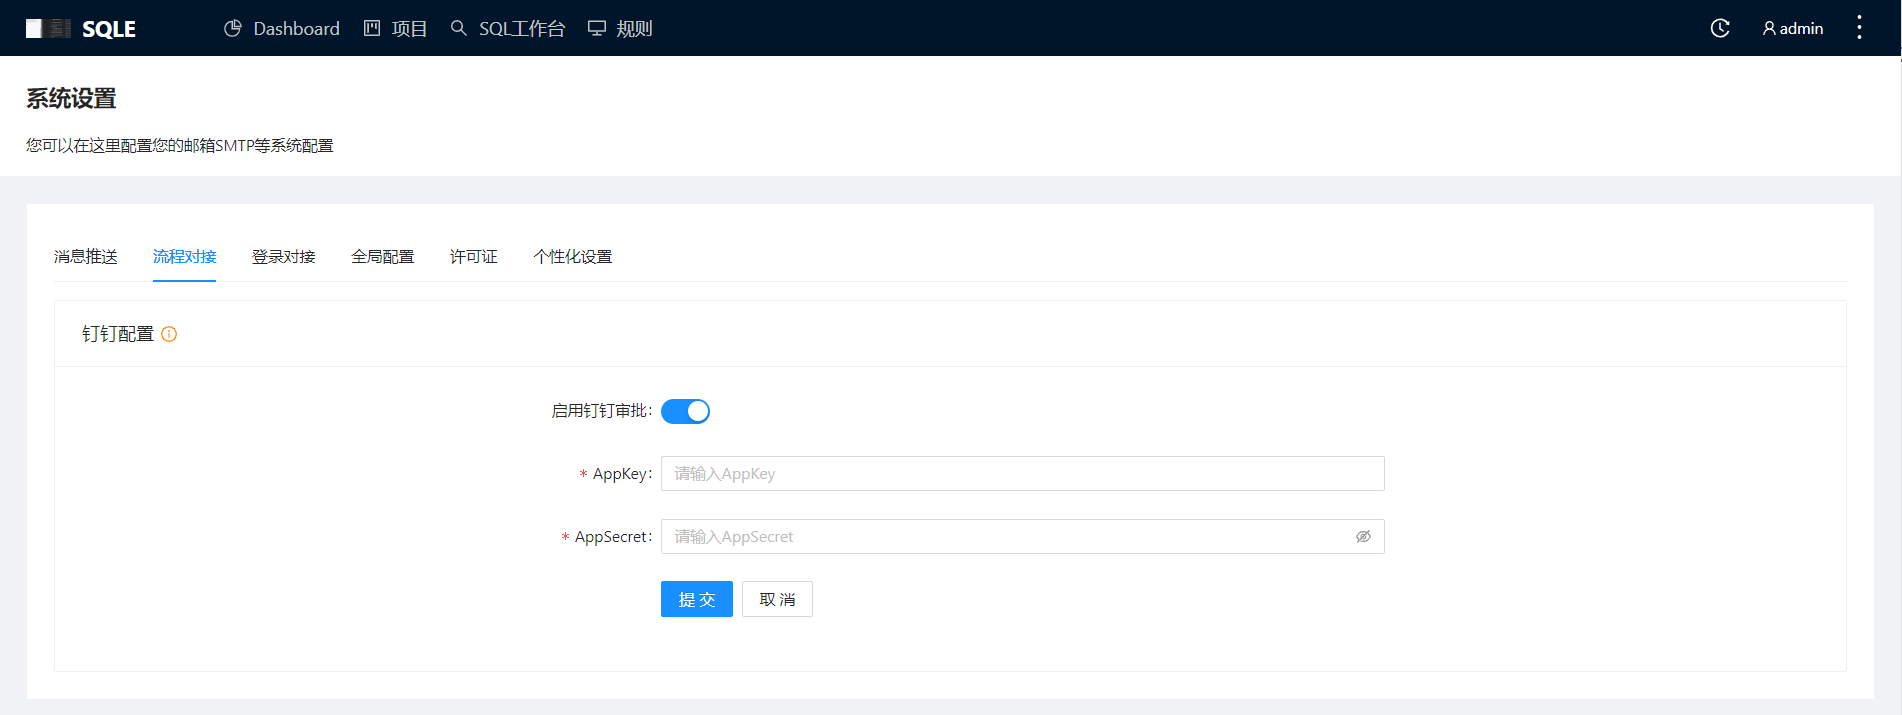 SQLE Dashboard 项目 SQL工作台 规则 admin
系统设置
您可以在这里配置您的邮箱SMTP等系统配置
消息推送 流程对接 登录对接 全局配置 许可证 个性化设置
钉钉配置
启用钉钉审批:
* AppKey: 请输入AppKey
* AppSecret: 请输入AppSecret
提交 取消